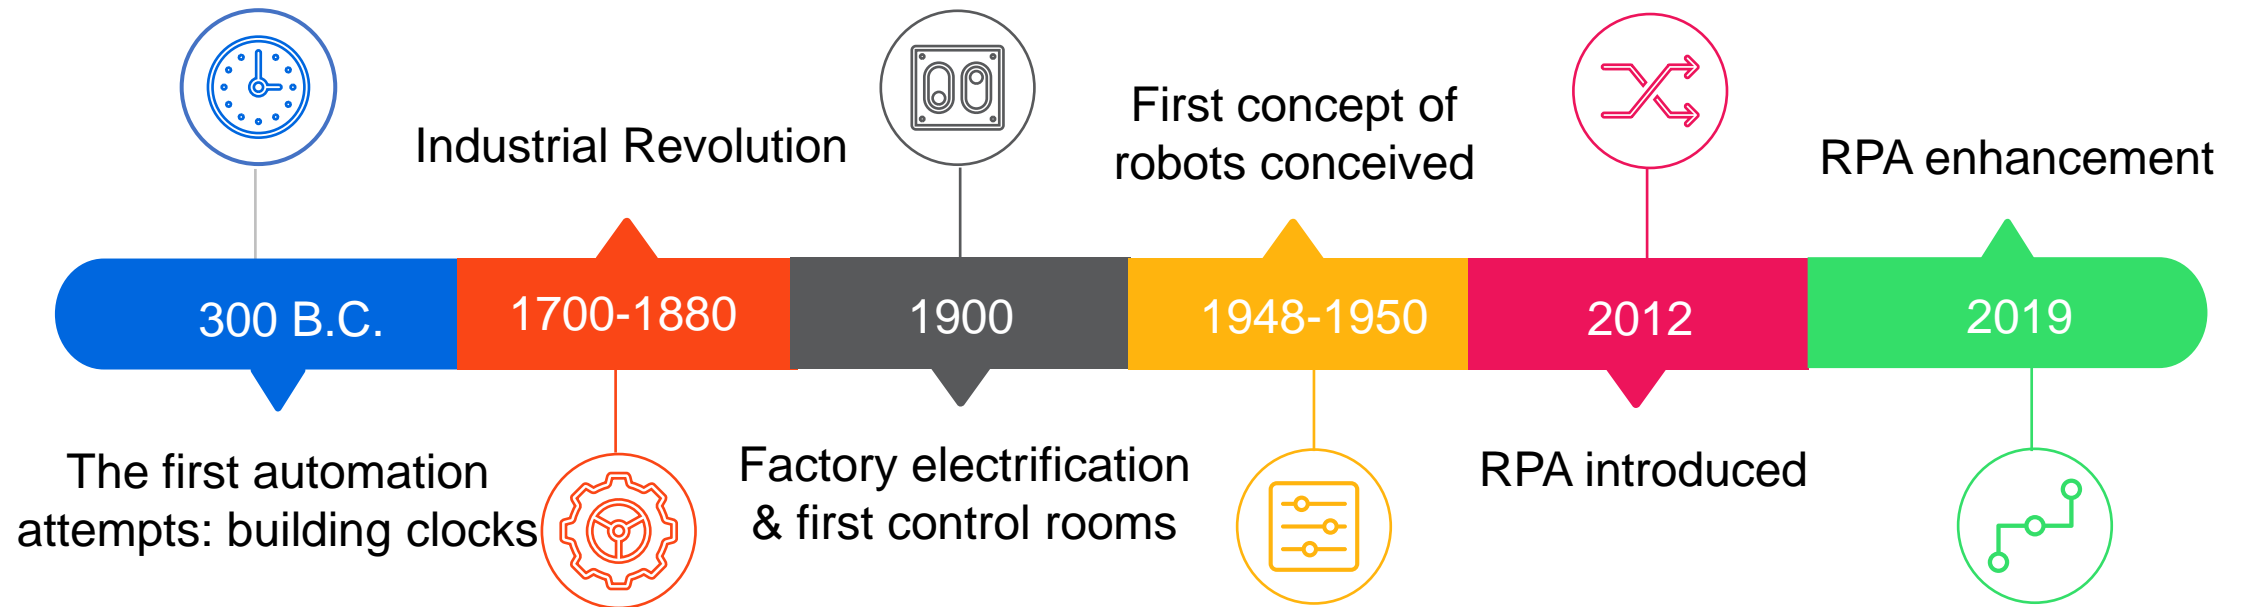 Industrial Revolution
First concept of
robots conceived
RPA enhancement
300 B.C.
1700-1880
1900
1948-1950
2012
2019
The first automation
attempts: building clocks
Factory electrification
& first control rooms
RPA introduced